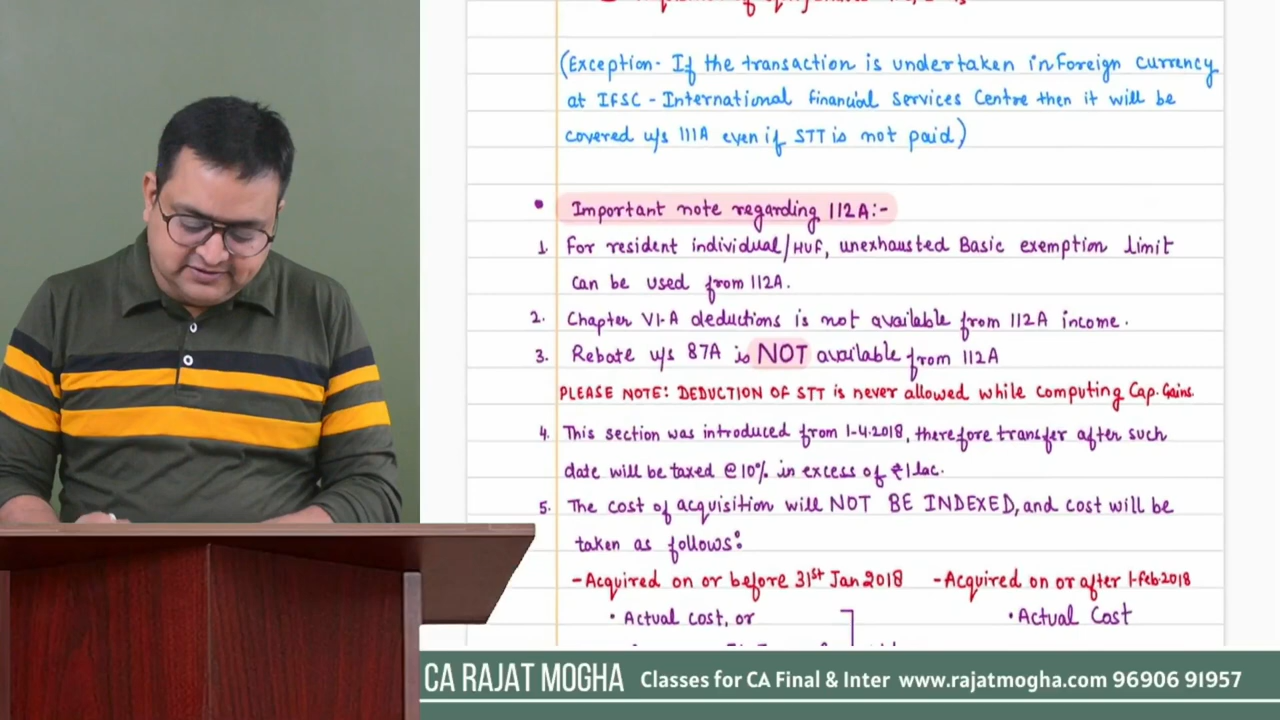 (Exception- If the transaction is undertaken in Foreign currency
at IFSC - International Financial Services Centre then it will be
covered u/s 111A even if STT is not paid)
• Important note regarding 112A:-
1. For resident individual/HUF, unexhausted Basic exemption limit
can be used from 112A.
2. Chapter VI-A deductions is not available from 112A income.
3. Rebate u/s 87A is NOT available from 112A
PLEASE NOTE: DEDUCTION OF STT is never allowed while computing Cap. Gains.
4. This section was introduced from 1-4-2018, therefore transfer after such
date will be taxed @10% in excess of ₹1 lac.
5. The cost of acquisition will NOT BE INDEXED, and cost will be
taken as follows:
- Acquired on or before 31st Jan 2018 - Acquired on or after 1-Feb-2018
• Actual cost, or • Actual Cost
CA RAJAT MOGHA Classes for CA Final & Inter www.rajatmogha.com 96906 91957